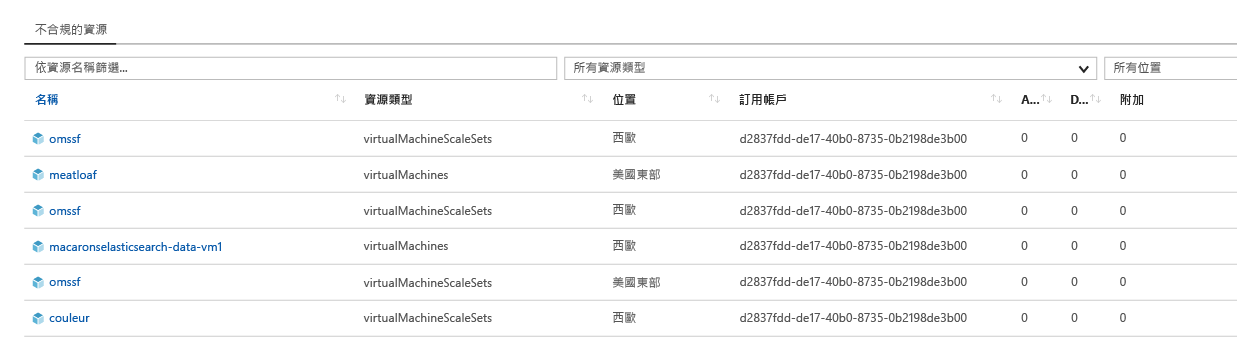 不合規的資源
依資源名稱篩選... 所有資源類型 所有位置
名稱 資源類型 位置 訂用帳戶 A... D... 附加
omssf virtualMachineScaleSets 西歐 d2837fdd-de17-40b0-8735-0b2198de3b00 0 0 0
meatloaf virtualMachines 美國東部 d2837fdd-de17-40b0-8735-0b2198de3b00 0 0 0
omssf virtualMachineScaleSets 西歐 d2837fdd-de17-40b0-8735-0b2198de3b00 0 0 0
macaronselasticsearch-data-vm1 virtualMachines 西歐 d2837fdd-de17-40b0-8735-0b2198de3b00 0 0 0
omssf virtualMachineScaleSets 美國東部 d2837fdd-de17-40b0-8735-0b2198de3b00 0 0 0
couleur virtualMachineScaleSets 西歐 d2837fdd-de17-40b0-8735-0b2198de3b00 0 0 0